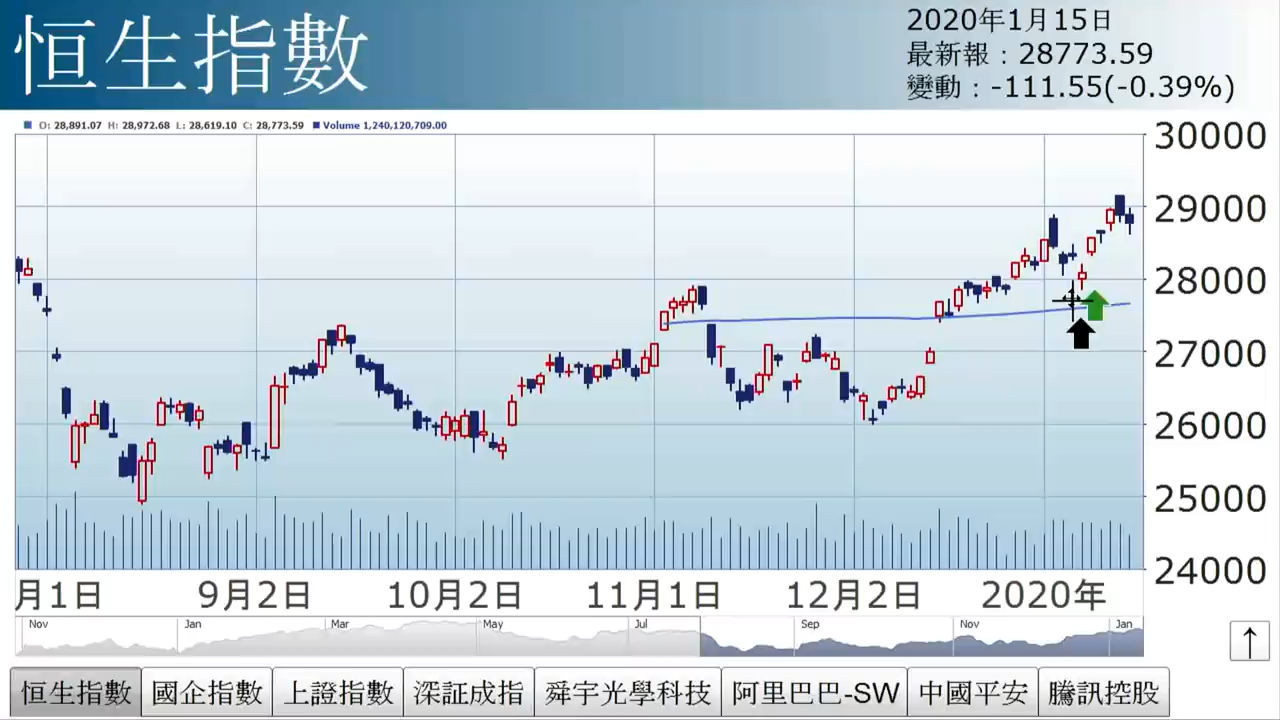 恒生指數
2020年1月15日
最新報：28773.59
變動：-111.55(-0.39%)
O: 28,891.07 H: 28,972.68 L: 28,619.10 C: 28,773.59 Volume 1,240,120,709.00
30000
29000
28000
27000
26000
25000
24000
月1日 9月2日 10月2日 11月1日 12月2日 2020年
Nov Jan Mar May Jul Sep Nov Jan
恒生指數 國企指數 上證指數 深証成指 舜宇光學科技 阿里巴巴-SW 中國平安 騰訊控股